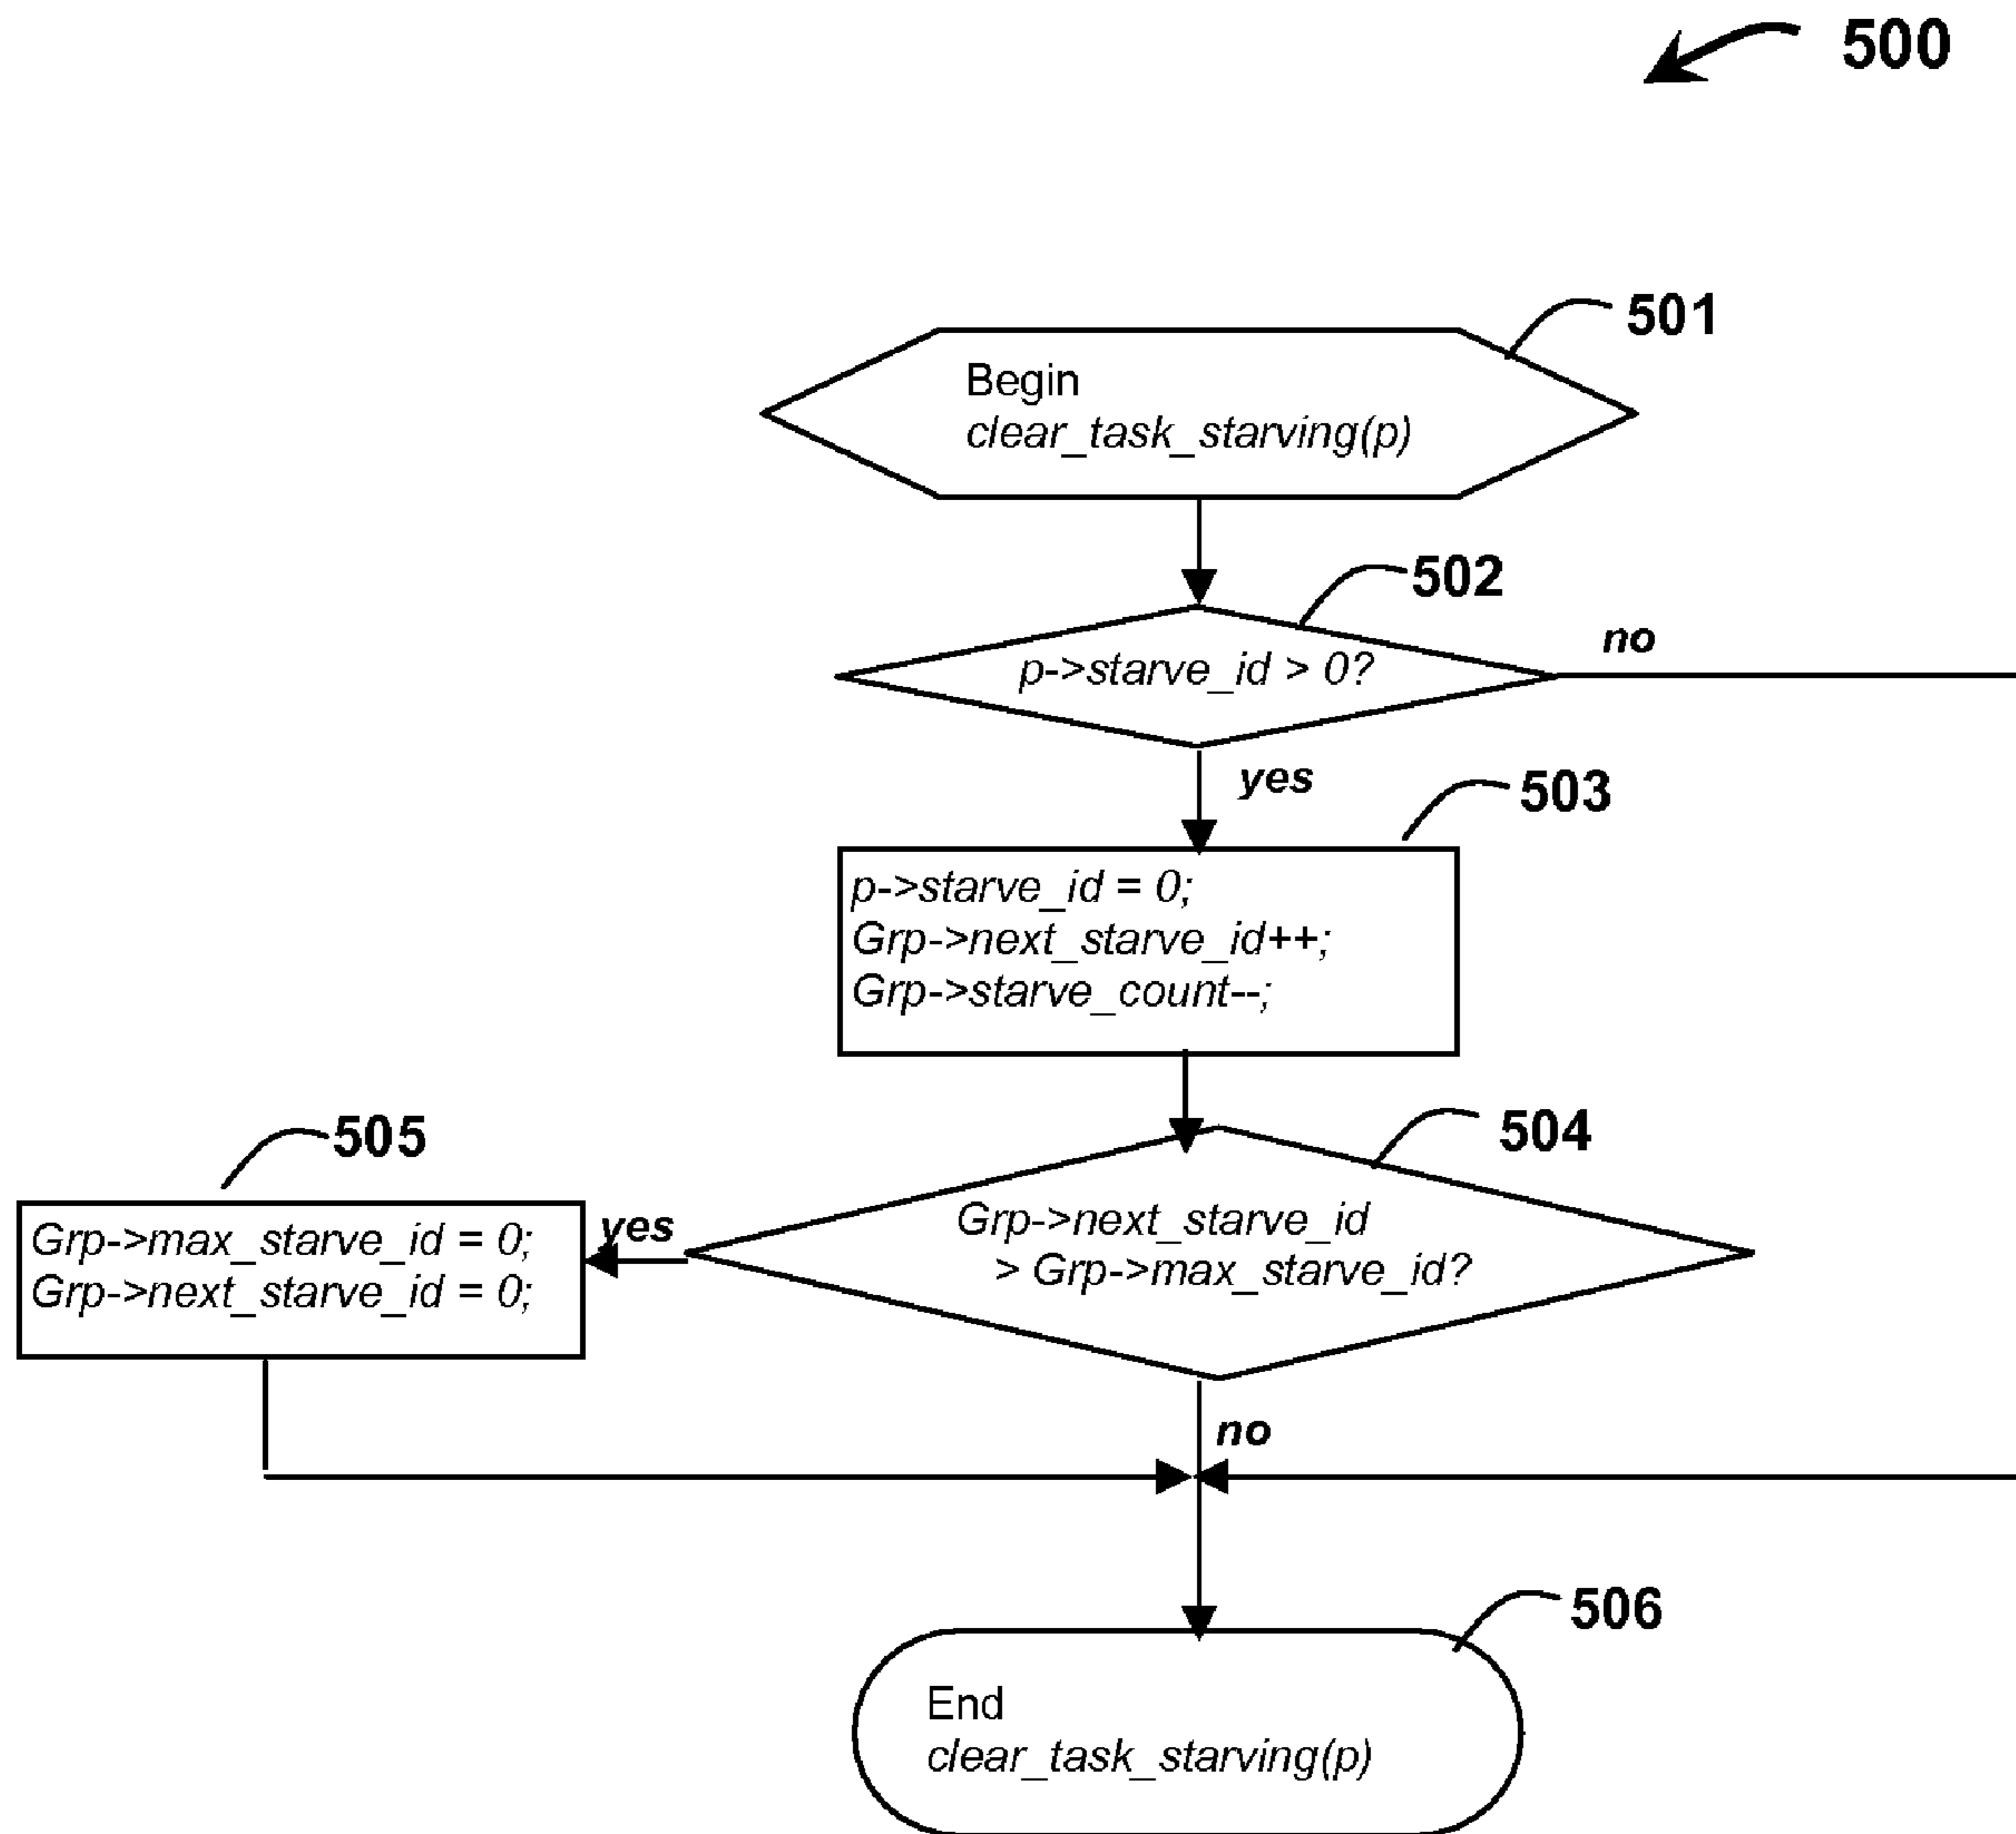 500
501
Begin
clear_task_starving(p)
502
no
p->starve_id > 0?
yes
503
p->starve_id = 0;
Grp->next_starve_id++;
Grp->starve_count--;
504
505
Grp->next_starve_id
> Grp->max_starve_id?
yes
Grp->max_starve_id = 0;
Grp->next_starve_id = 0;
no
506
End
clear_task_starving(p)